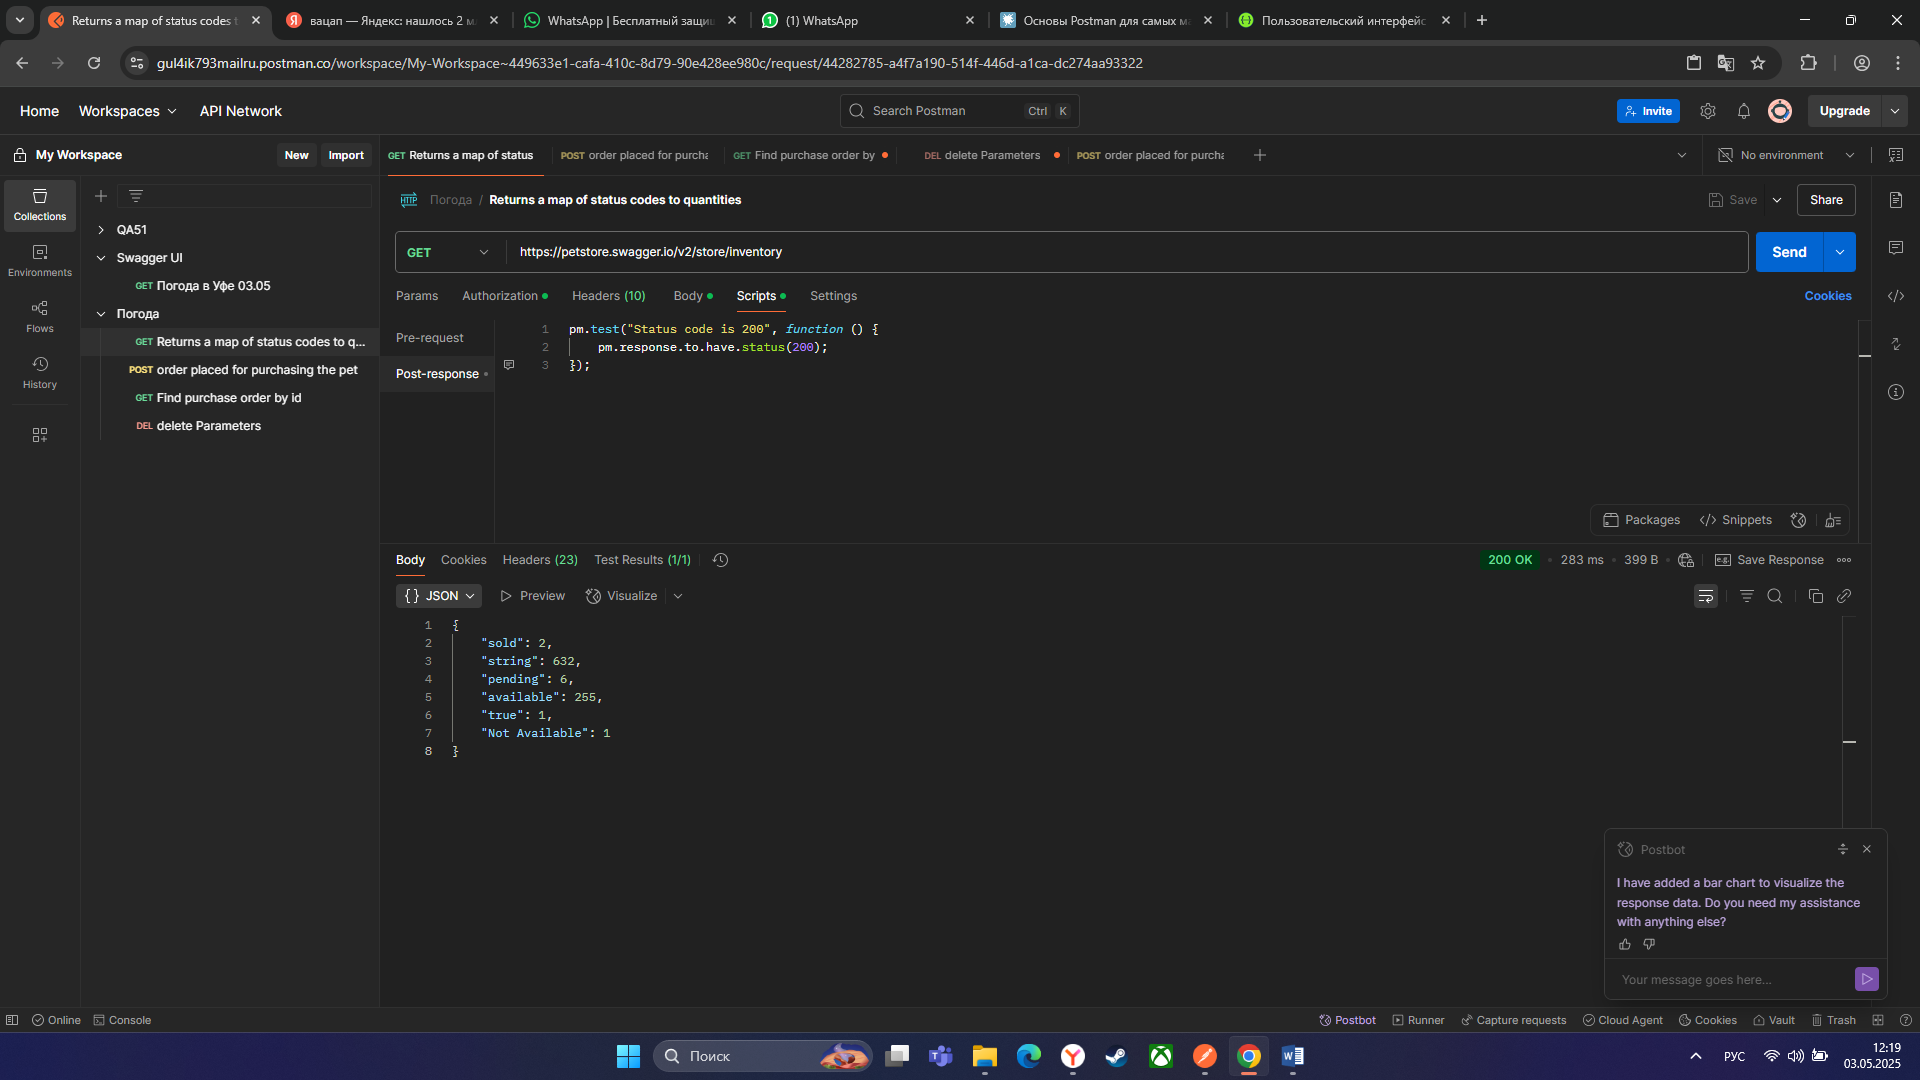 Returns a map of status codes t
вацап — Яндекс: нашлось 2 м
WhatsApp | Бесплатный защи
(1) WhatsApp
Основы Postman для самых м
Пользовательский интерфейс
gul4ik793mailru.postman.co/workspace/My-Workspace~449633e1-cafa-410c-8d79-90e428ee980c/request/44282785-a4f7a190-514f-446d-a1ca-dc274aa93322
Home
Workspaces
API Network
Search Postman
Ctrl
K
Invite
Upgrade
My Workspace
New
Import
GET Returns a map of status
POST order placed for purcha
GET Find purchase order by
DEL delete Parameters
POST order placed for purcha
No environment
Collections
Environments
Flows
History
QA51
Swagger UI
GET Погода в Уфе 03.05
Погода
GET Returns a map of status codes to q...
POST order placed for purchasing the pet
GET Find purchase order by id
DEL delete Parameters
HTTP
Погода / Returns a map of status codes to quantities
Save
Share
GET
https://petstore.swagger.io/v2/store/inventory
Send
Params
Authorization
Headers (10)
Body
Scripts
Settings
Cookies
Pre-request
Post-response
1 pm.test("Status code is 200", function () {
2 pm.response.to.have.status(200);
3 });
Packages
Snippets
Body
Cookies
Headers (23)
Test Results (1/1)
200 OK
283 ms
399 B
e.g.
Save Response
{} JSON
Preview
Visualize
1 {
2 "sold": 2,
3 "string": 632,
4 "pending": 6,
5 "available": 255,
6 "true": 1,
7 "Not Available": 1
8 }
Postbot
I have added a bar chart to visualize the
response data. Do you need my assistance
with anything else?
Your message goes here...
Online
Console
Postbot
Runner
Capture requests
Cloud Agent
Cookies
Vault
Trash
Поиск
РУС
12:19
03.05.2025